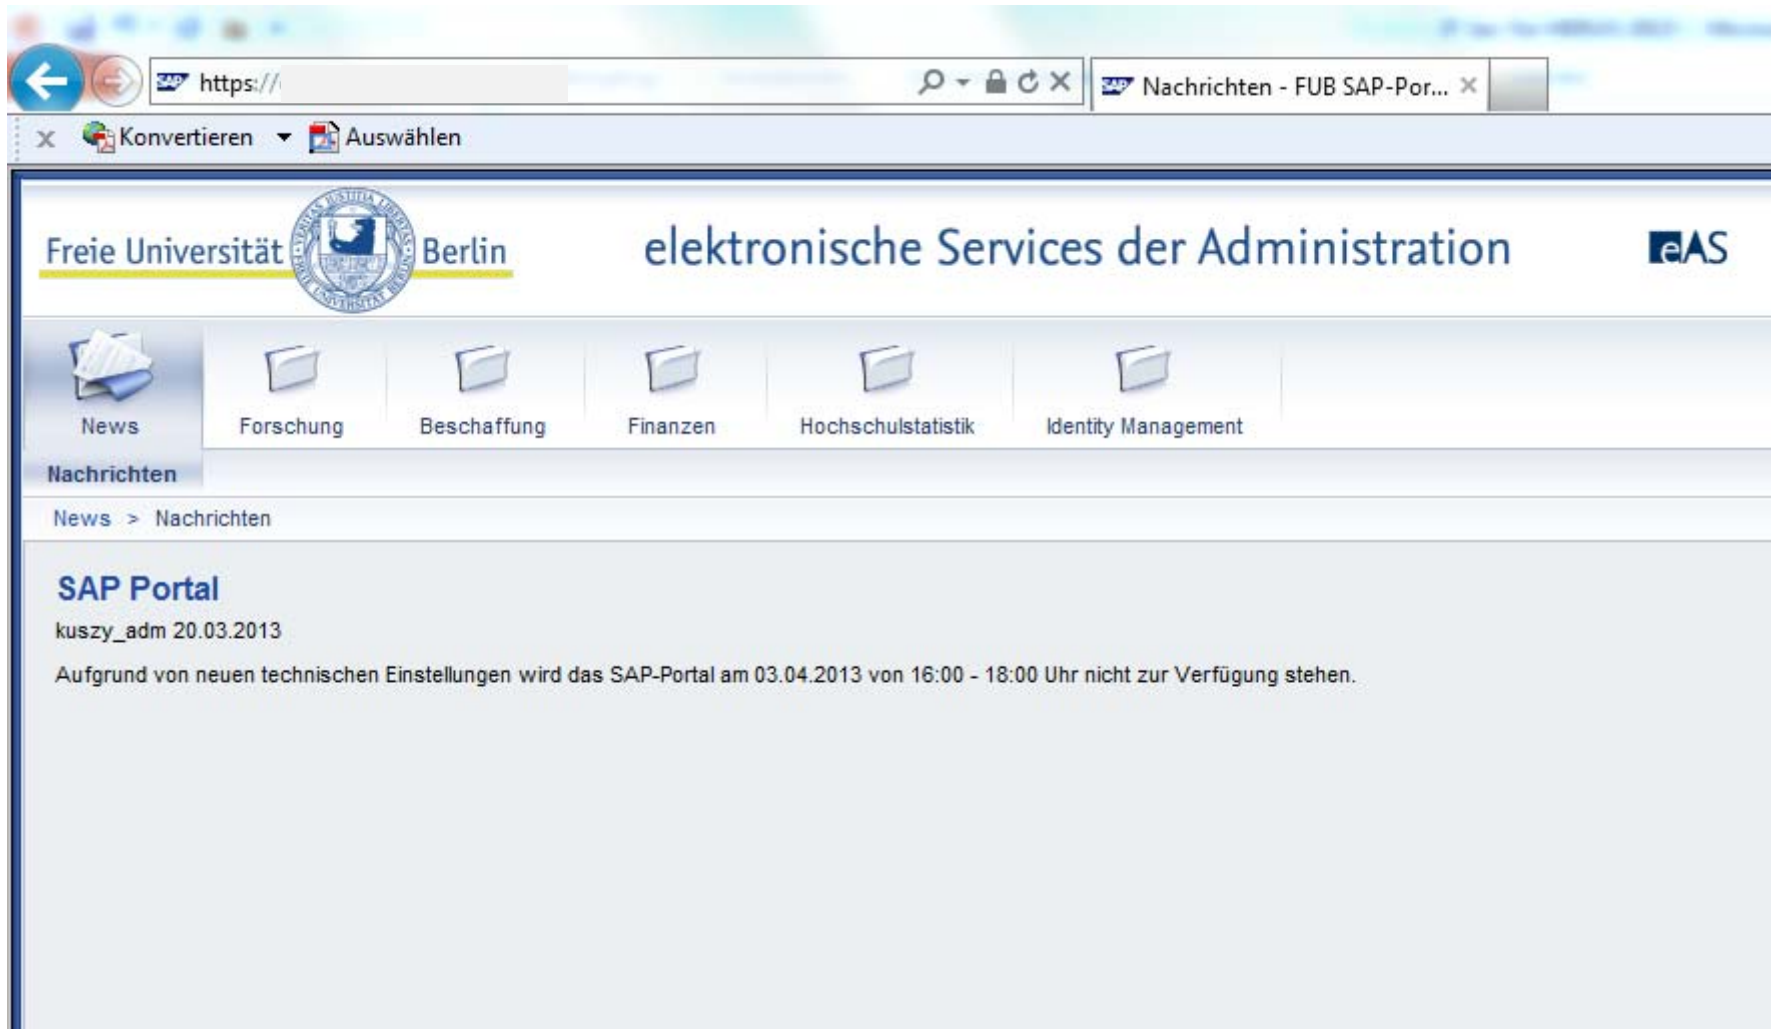 https://
Nachrichten - FUB SAP-Por...
Konvertieren Auswählen
Freie Universität Berlin
elektronische Services der Administration
eAS
News Forschung Beschaffung Finanzen Hochschulstatistik Identity Management
Nachrichten
News > Nachrichten
SAP Portal
kuszy_adm 20.03.2013
Aufgrund von neuen technischen Einstellungen wird das SAP-Portal am 03.04.2013 von 16:00 - 18:00 Uhr nicht zur Verfügung stehen.